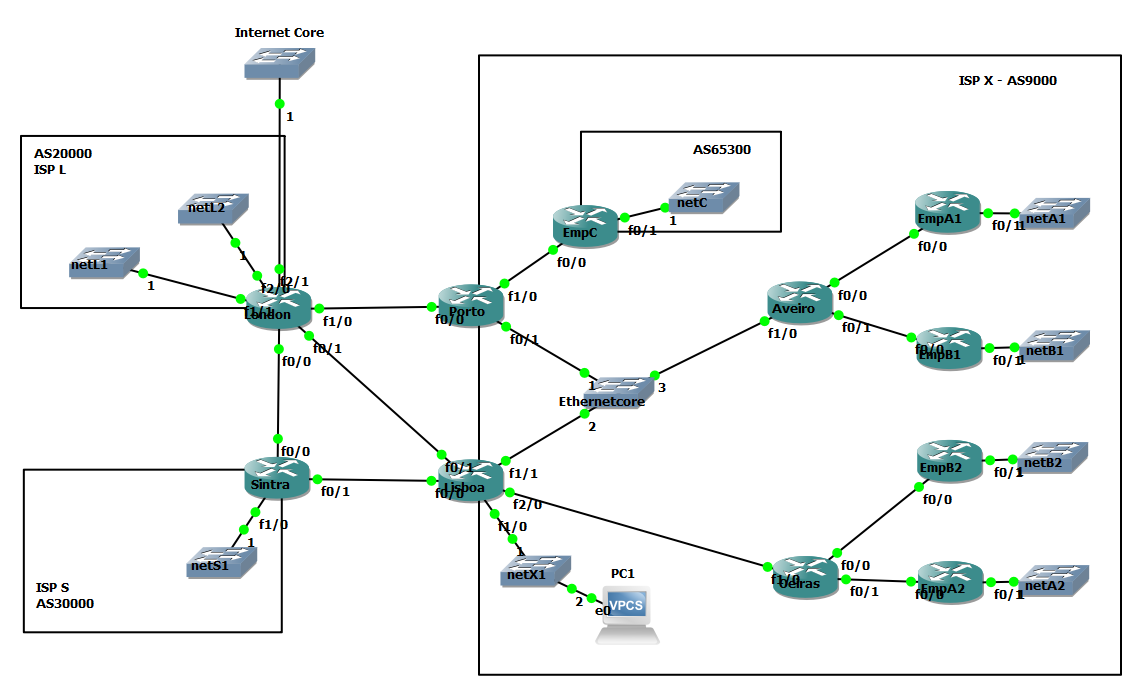 Internet Core
1
ISP X - AS9000
AS20000
ISP L
AS65300
netL2
1
netC
1
EmpC
f0/1
f0/0
EmpA1
f0/1
netA1
f0/0
netL1
1
f2/0
f2/1
London
f1/0
f0/1
f0/0
Porto
f0/0
f1/0
f0/1
Aveiro
f0/0
f0/1
f1/0
EmpB1
f0/0
f0/1
netB1
1
Ethernetcore
1
2
3
f0/0
Sintra
f0/1
f1/0
f0/1
f0/0
Lisboa
f1/1
f2/0
f1/0
EmpB2
f0/1
netB2
f0/0
1
netS1
ISP S
AS30000
1
netX1
2
PC1
e0
VPCS
f1/0
Oeiras
f0/0
f0/1
EmpA2
f0/0
f0/1
netA2